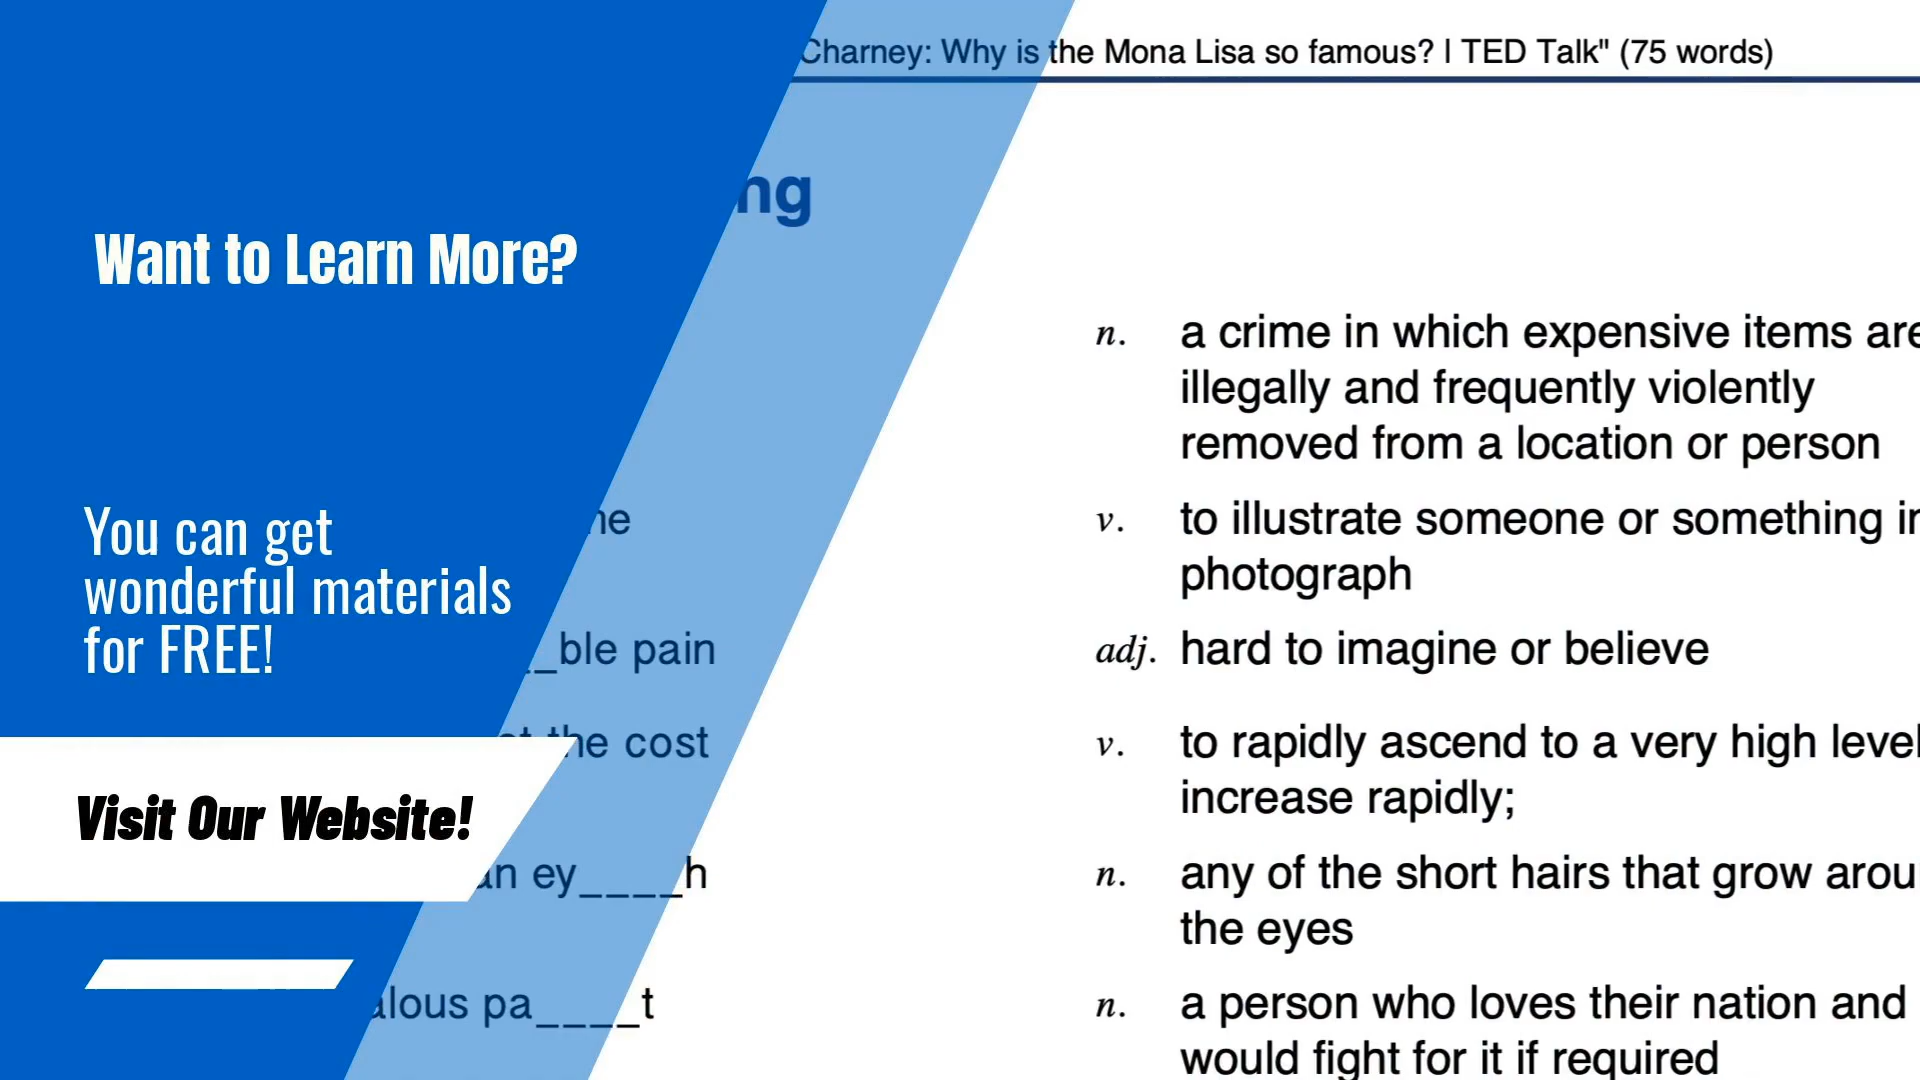 Charney: Why is the Mona Lisa so famous? | TED Talk" (75 words)
ng
Want to Learn More?
You can get
wonderful materials
for FREE!
Visit Our Website!
n. a crime in which expensive items are
illegally and frequently violently
removed from a location or person
v. to illustrate someone or something in
photograph
_ble pain
adj. hard to imagine or believe
the cost
v. to rapidly ascend to a very high level
increase rapidly;
an ey____h
n. any of the short hairs that grow arou
the eyes
alous pa____t
n. a person who loves their nation and
would fight for it if required